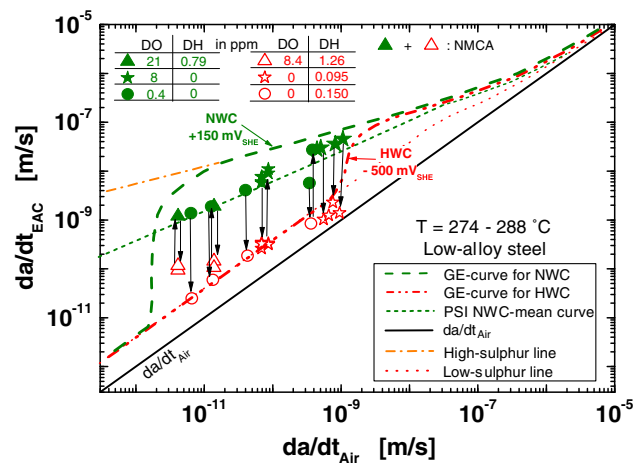 DO DH in ppm DO DH
▲ 21 0.79 △ 8.4 1.26
★ 8 0 ☆ 0 0.095
● 0.4 0 ○ 0 0.150
▲ + △ : NMCA
NWC
+150 mV_SHE
HWC
- 500 mV_SHE
T = 274 - 288 °C
Low-alloy steel
GE-curve for NWC
GE-curve for HWC
PSI NWC-mean curve
da/dt_Air
High-sulphur line
Low-sulphur line
da/dt_Air
10⁻⁵
10⁻⁷
10⁻⁹
10⁻¹¹
da/dt_EAC [m/s]
10⁻¹¹ 10⁻⁹ 10⁻⁷ 10⁻⁵
da/dt_Air [m/s]